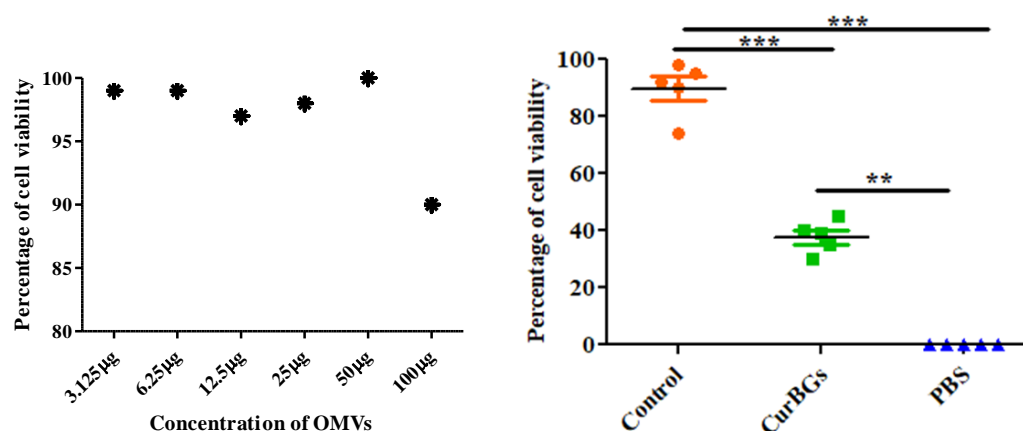 Percentage of cell viability
100
95
90
85
80
3.125µg
6.25µg
12.5µg
25µg
50µg
100µg
Concentration of OMVs
Percentage of cell viability
100
80
60
40
20
0
***
***
**
Control
CurBGs
PBS